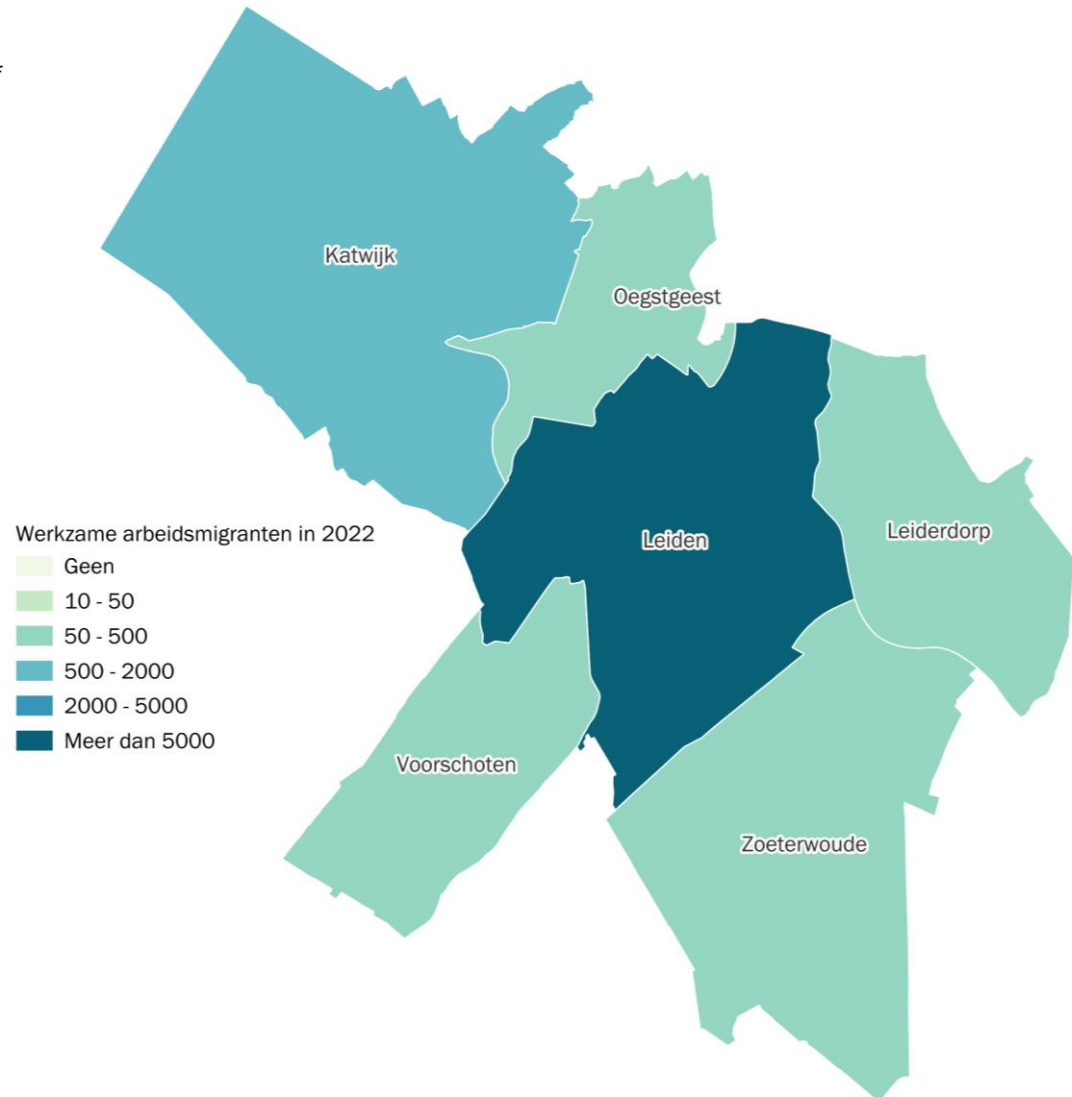 Katwijk
Oegstgeest
Leiden
Leiderdorp
Werkzame arbeidsmigranten in 2022
Geen
10 - 50
50 - 500
500 - 2000
2000 - 5000
Meer dan 5000
Voorschoten
Zoeterwoude